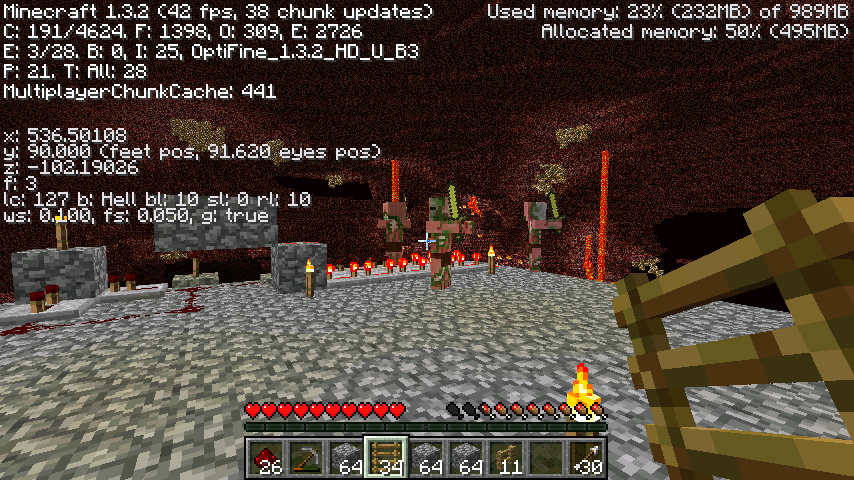 Minecraft 1.3.2 (42 fps, 38 chunk updates)
C: 191/4624. F: 1398, O: 309, E: 2726
E: 3/28. B: 0, I: 25, OptiFine_1.3.2_HD_U_B3
P: 21. T: All: 28
MultiplayerChunkCache: 441
Used memory: 23% (232MB) of 989MB
Allocated memory: 50% (495MB)
x: 536.50108
y: 90.000 (feet pos, 91.620 eyes pos)
z: -102.19026
f: 3
lc: 127 b: Hell bl: 10 sl: 0 rl: 10
ws: 0.100, fs: 0.050, g: true
26 64 34 64 64 11 30